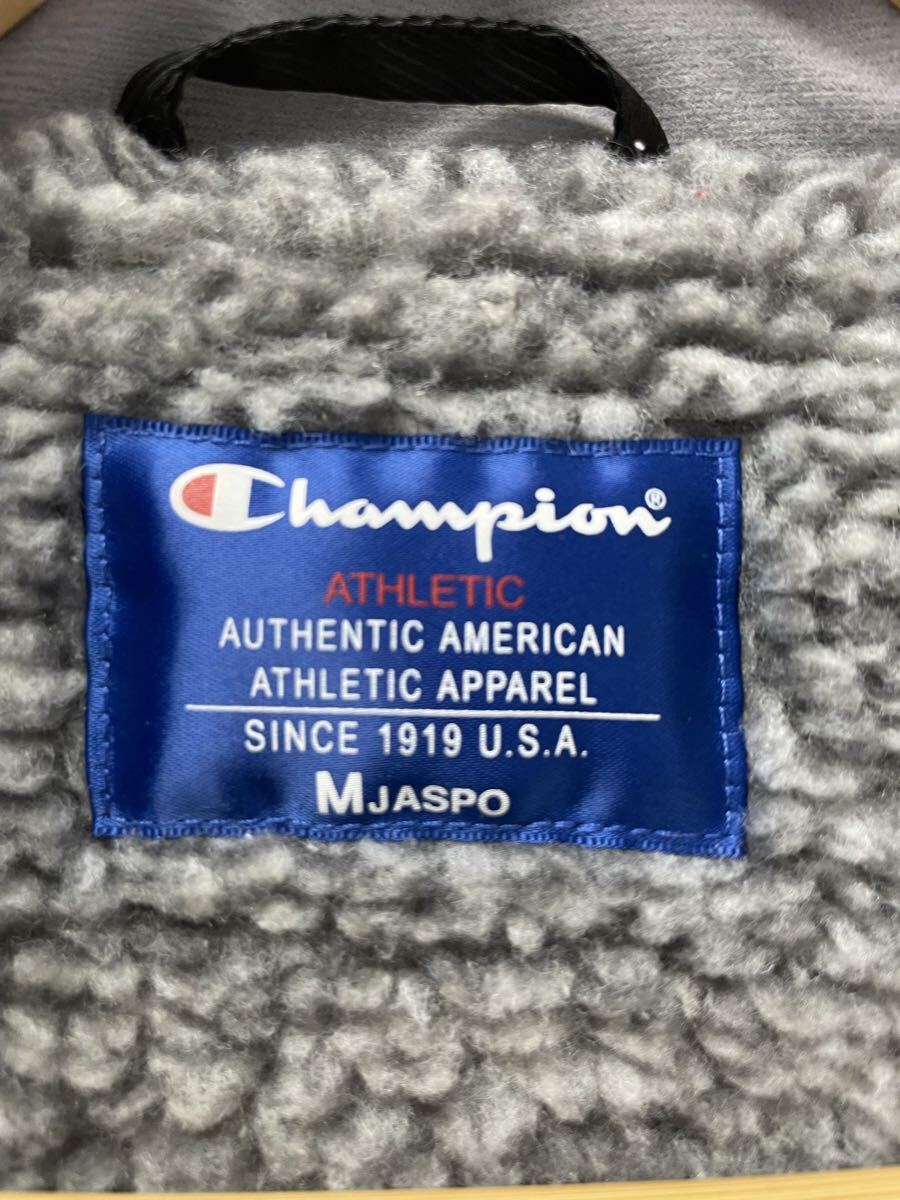 Champion®
ATHLETIC
AUTHENTIC AMERICAN
ATHLETIC APPAREL
SINCE 1919 U.S.A.
M JASPO